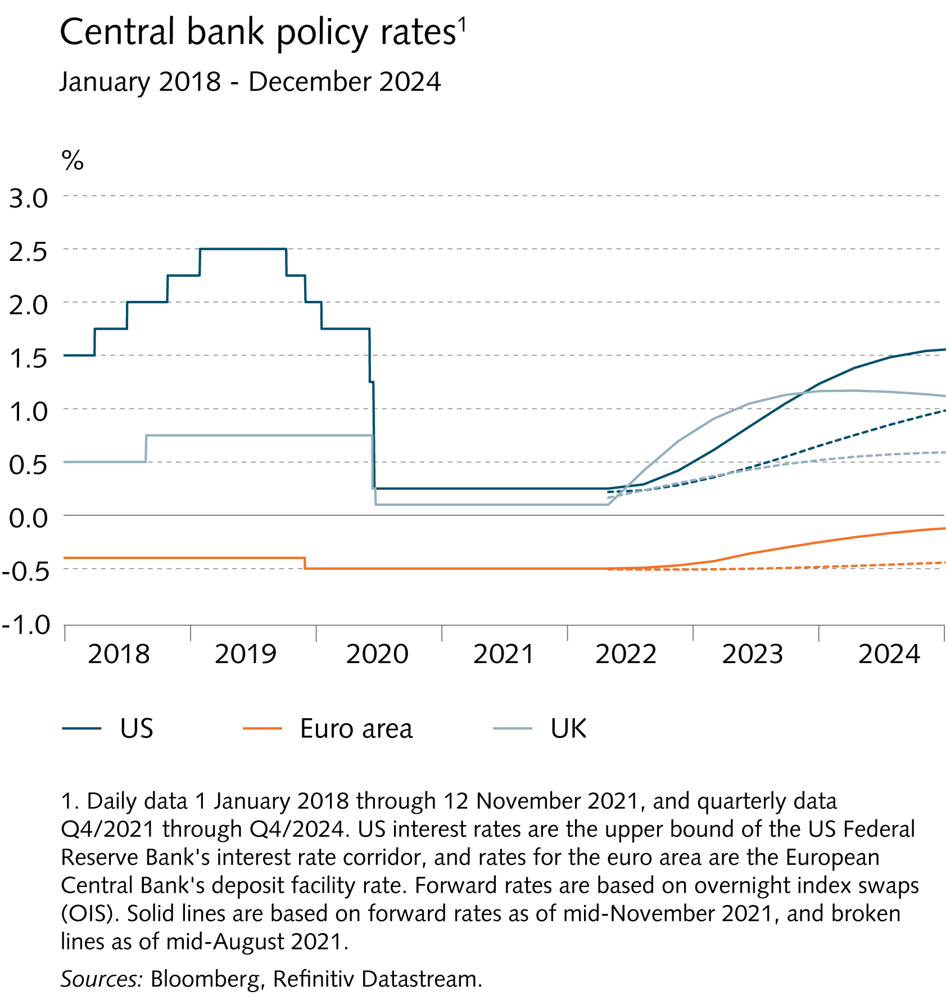 Central bank policy rates¹
January 2018 - December 2024
%
3.0
2.5
2.0
1.5
1.0
0.5
0.0
-0.5
-1.0
2018 2019 2020 2021 2022 2023 2024
US Euro area UK
1. Daily data 1 January 2018 through 12 November 2021, and quarterly data
Q4/2021 through Q4/2024. US interest rates are the upper bound of the US Federal
Reserve Bank's interest rate corridor, and rates for the euro area are the European
Central Bank's deposit facility rate. Forward rates are based on overnight index swaps
(OIS). Solid lines are based on forward rates as of mid-November 2021, and broken
lines as of mid-August 2021.
Sources: Bloomberg, Refinitiv Datastream.